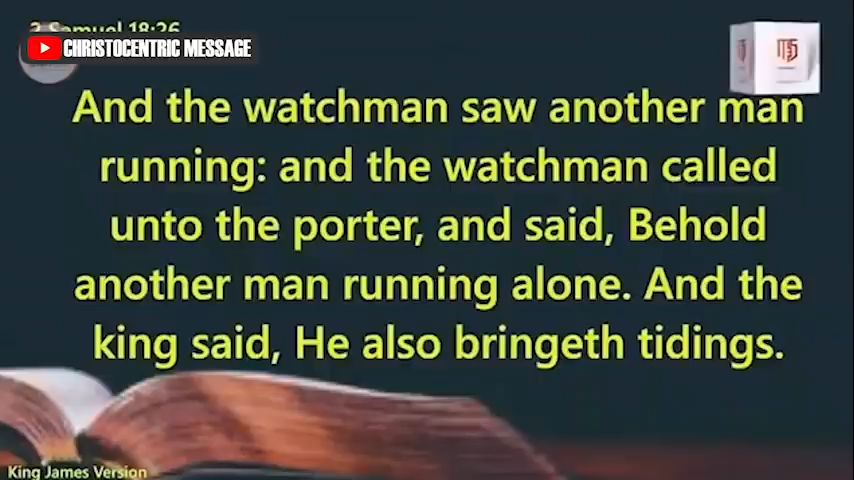 2 Samuel 18:26
CHRISTOCENTRIC MESSAGE
And the watchman saw another man
running: and the watchman called
unto the porter, and said, Behold
another man running alone. And the
king said, He also bringeth tidings.
King James Version